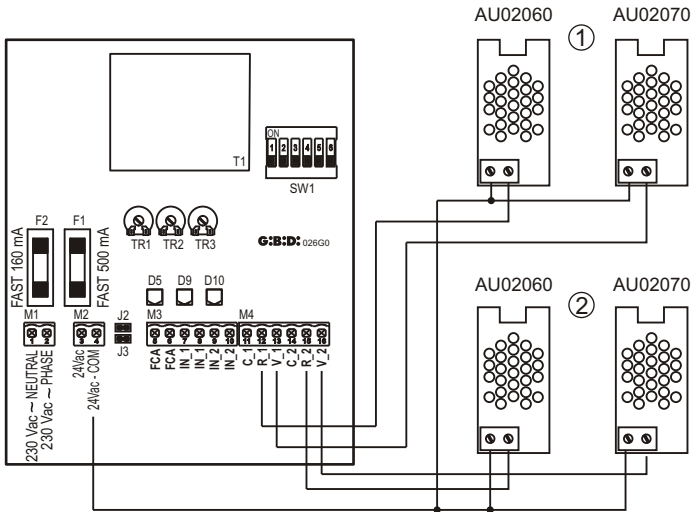 AU02060
AU02070
1
T1
ON
1 2 3 4 5 6
SW1
F2
F1
FAST 160 mA
FAST 500 mA
TR1
TR2
TR3
G:B:D: 026G0
D5
D9
D10
M1
M2
J2
J3
M3
M4
1 2
3 4
5 6 7 8 9 10
11 12 13 14 15 16
230 Vac ~ NEUTRAL
230 Vac ~ PHASE
24Vac
24Vac - COM
FCA
FCA
IN_1
IN_1
IN_2
IN_2
C_1
R_1
V_1
C_2
R_2
V_2
AU02060
AU02070
2